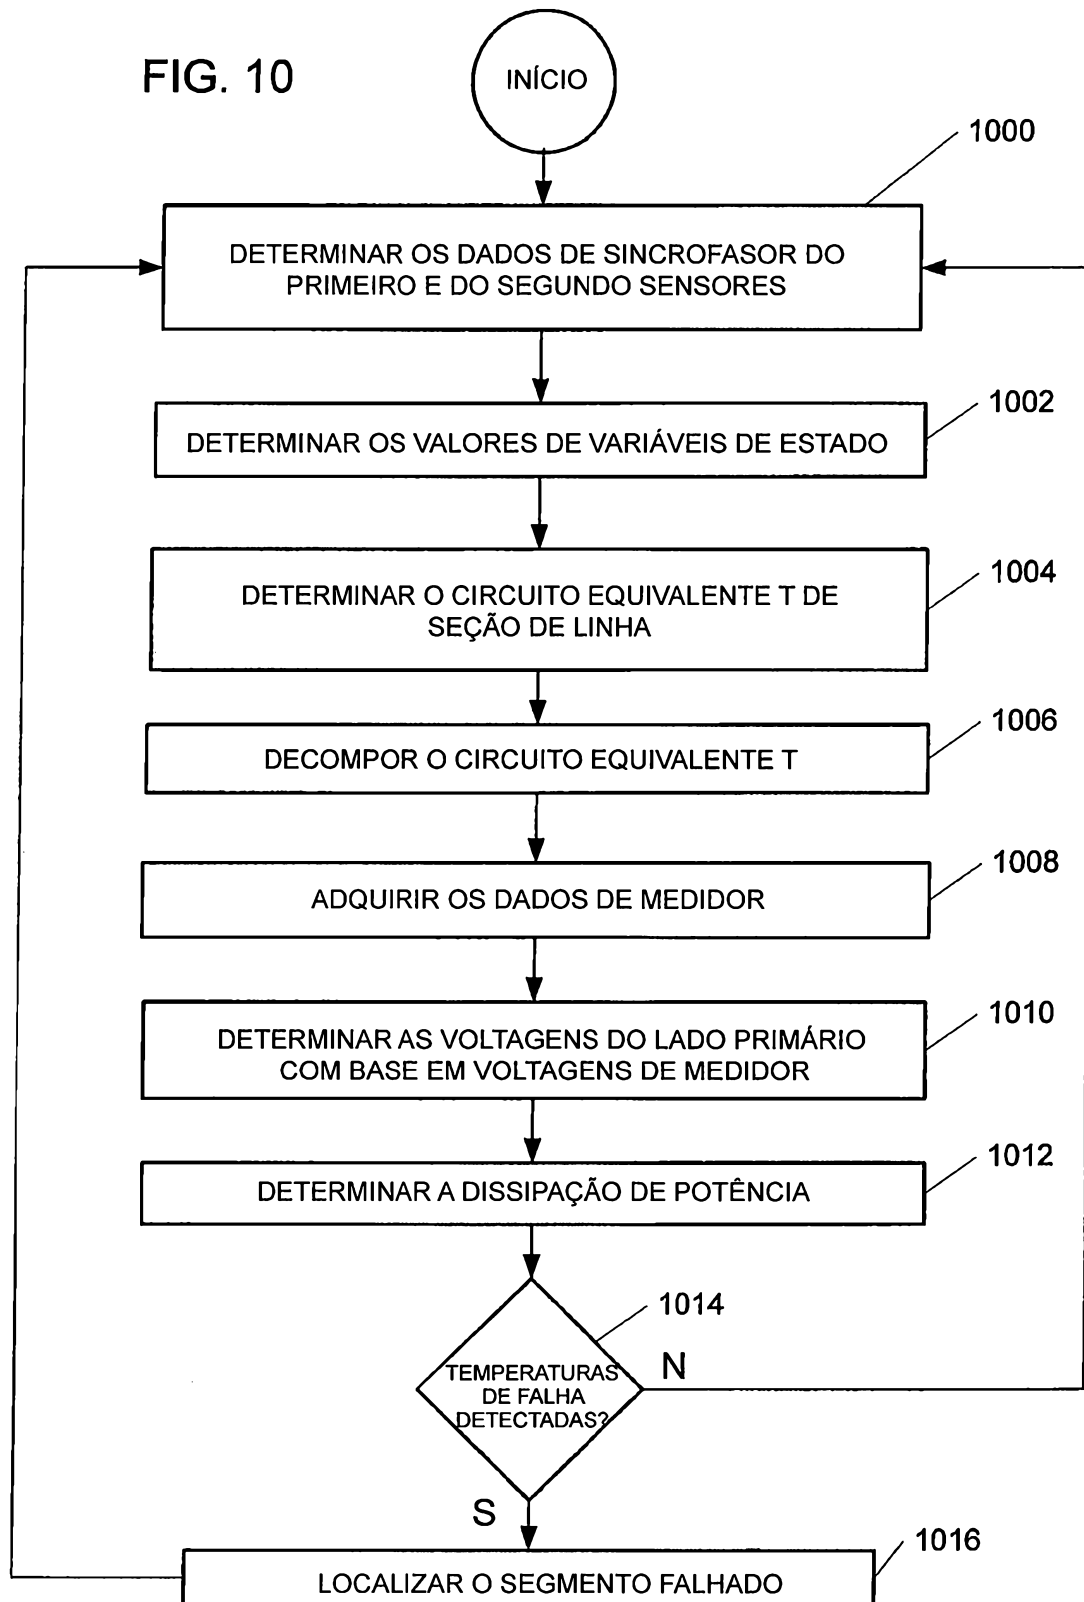 FIG. 10
INÍCIO
1000
DETERMINAR OS DADOS DE SINCROFASOR DO
PRIMEIRO E DO SEGUNDO SENSORES
1002
DETERMINAR OS VALORES DE VARIÁVEIS DE ESTADO
1004
DETERMINAR O CIRCUITO EQUIVALENTE T DE
SEÇÃO DE LINHA
1006
DECOMPOR O CIRCUITO EQUIVALENTE T
1008
ADQUIRIR OS DADOS DE MEDIDOR
1010
DETERMINAR AS VOLTAGENS DO LADO PRIMÁRIO
COM BASE EM VOLTAGENS DE MEDIDOR
1012
DETERMINAR A DISSIPAÇÃO DE POTÊNCIA
1014
TEMPERATURAS
DE FALHA
DETECTADAS?
N
S
1016
LOCALIZAR O SEGMENTO FALHADO